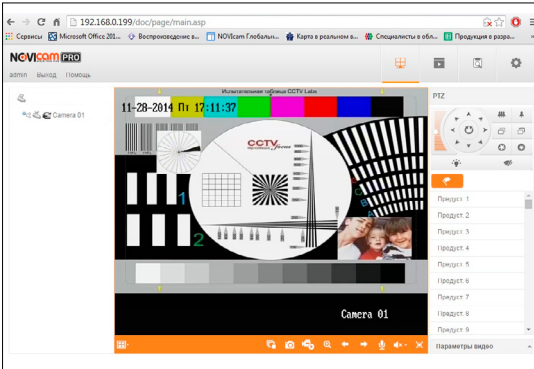 192.168.0.199/doc/page/main.asp
Сервисы Microsoft Office 201... Воспроизведение в... NOVIcam Глобальн... Карта в реальном в... Специалисты в обл... Продукция в разра...
NOVICAM PRO
admin Выход Помощь
Camera 01
Испытательная таблица CCTV Labs
11-28-2014 Пт 17:11:37
CCTV
1
2
C
B
A
Camera 01
PTZ
Предуст. 1
Предуст. 2
Предуст. 3
Предуст. 4
Предуст. 5
Предуст. 6
Предуст. 7
Предуст. 8
Предуст. 9
Параметры видео